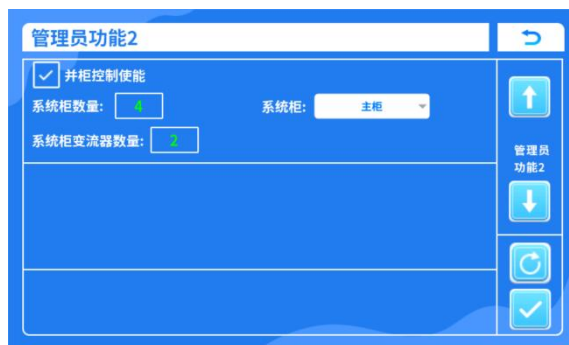 管理员功能2
并柜控制使能
系统柜数量: 4 系统柜: 主柜
系统柜变流器数量: 2
管理员
功能2